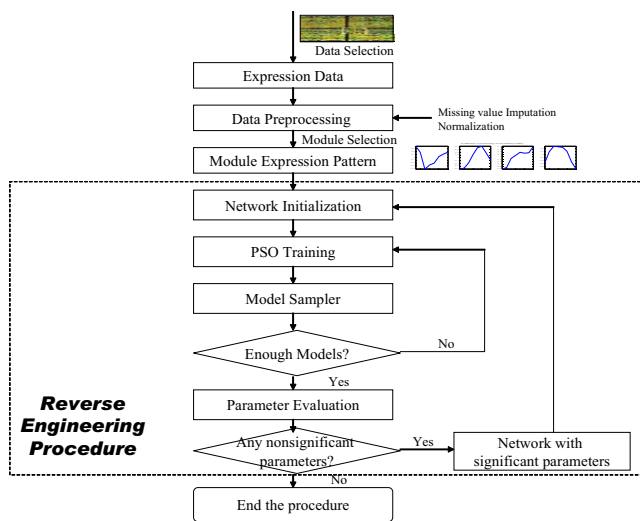 Data Selection
Expression Data
Data Preprocessing
Missing value Imputation
Normalization
Module Selection
Module Expression Pattern
Network Initialization
PSO Training
Model Sampler
Enough Models?
No
Yes
Parameter Evaluation
Reverse
Engineering
Procedure
Any nonsignificant
parameters?
Yes
Network with
significant parameters
No
End the procedure